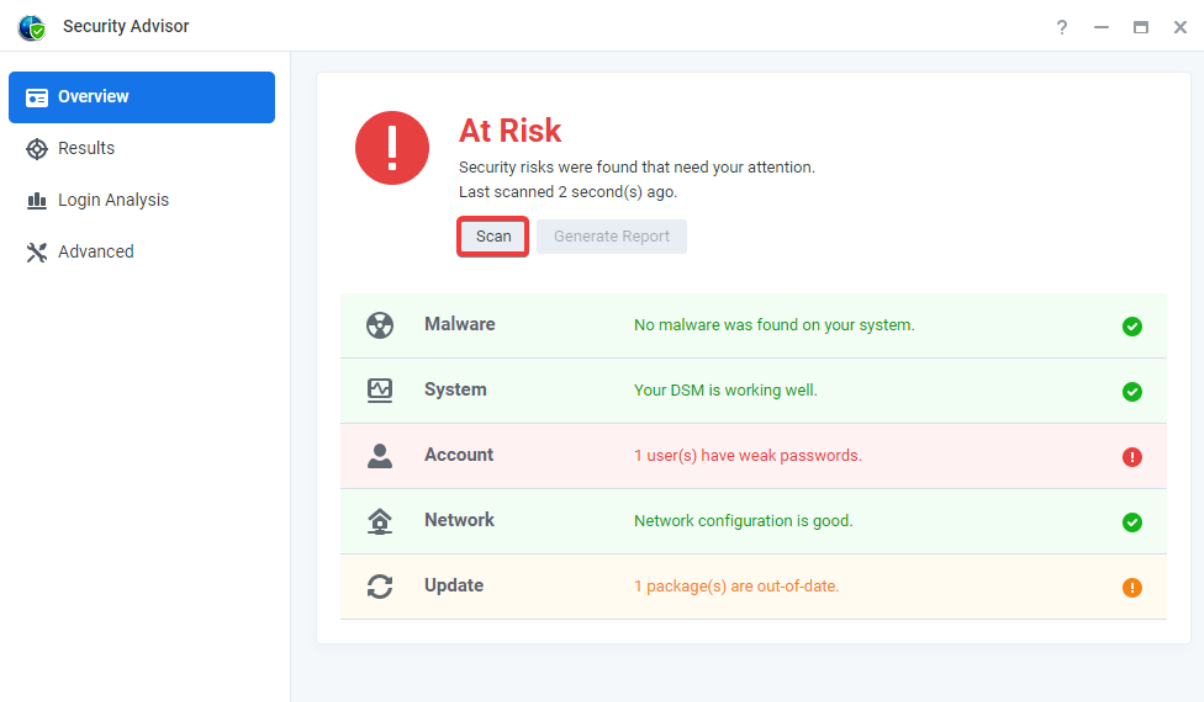 Security Advisor
?
Overview
Results
Login Analysis
Advanced
At Risk
Security risks were found that need your attention.
Last scanned 2 second(s) ago.
Scan Generate Report
Malware No malware was found on your system.
System Your DSM is working well.
Account 1 user(s) have weak passwords.
Network Network configuration is good.
Update 1 package(s) are out-of-date.